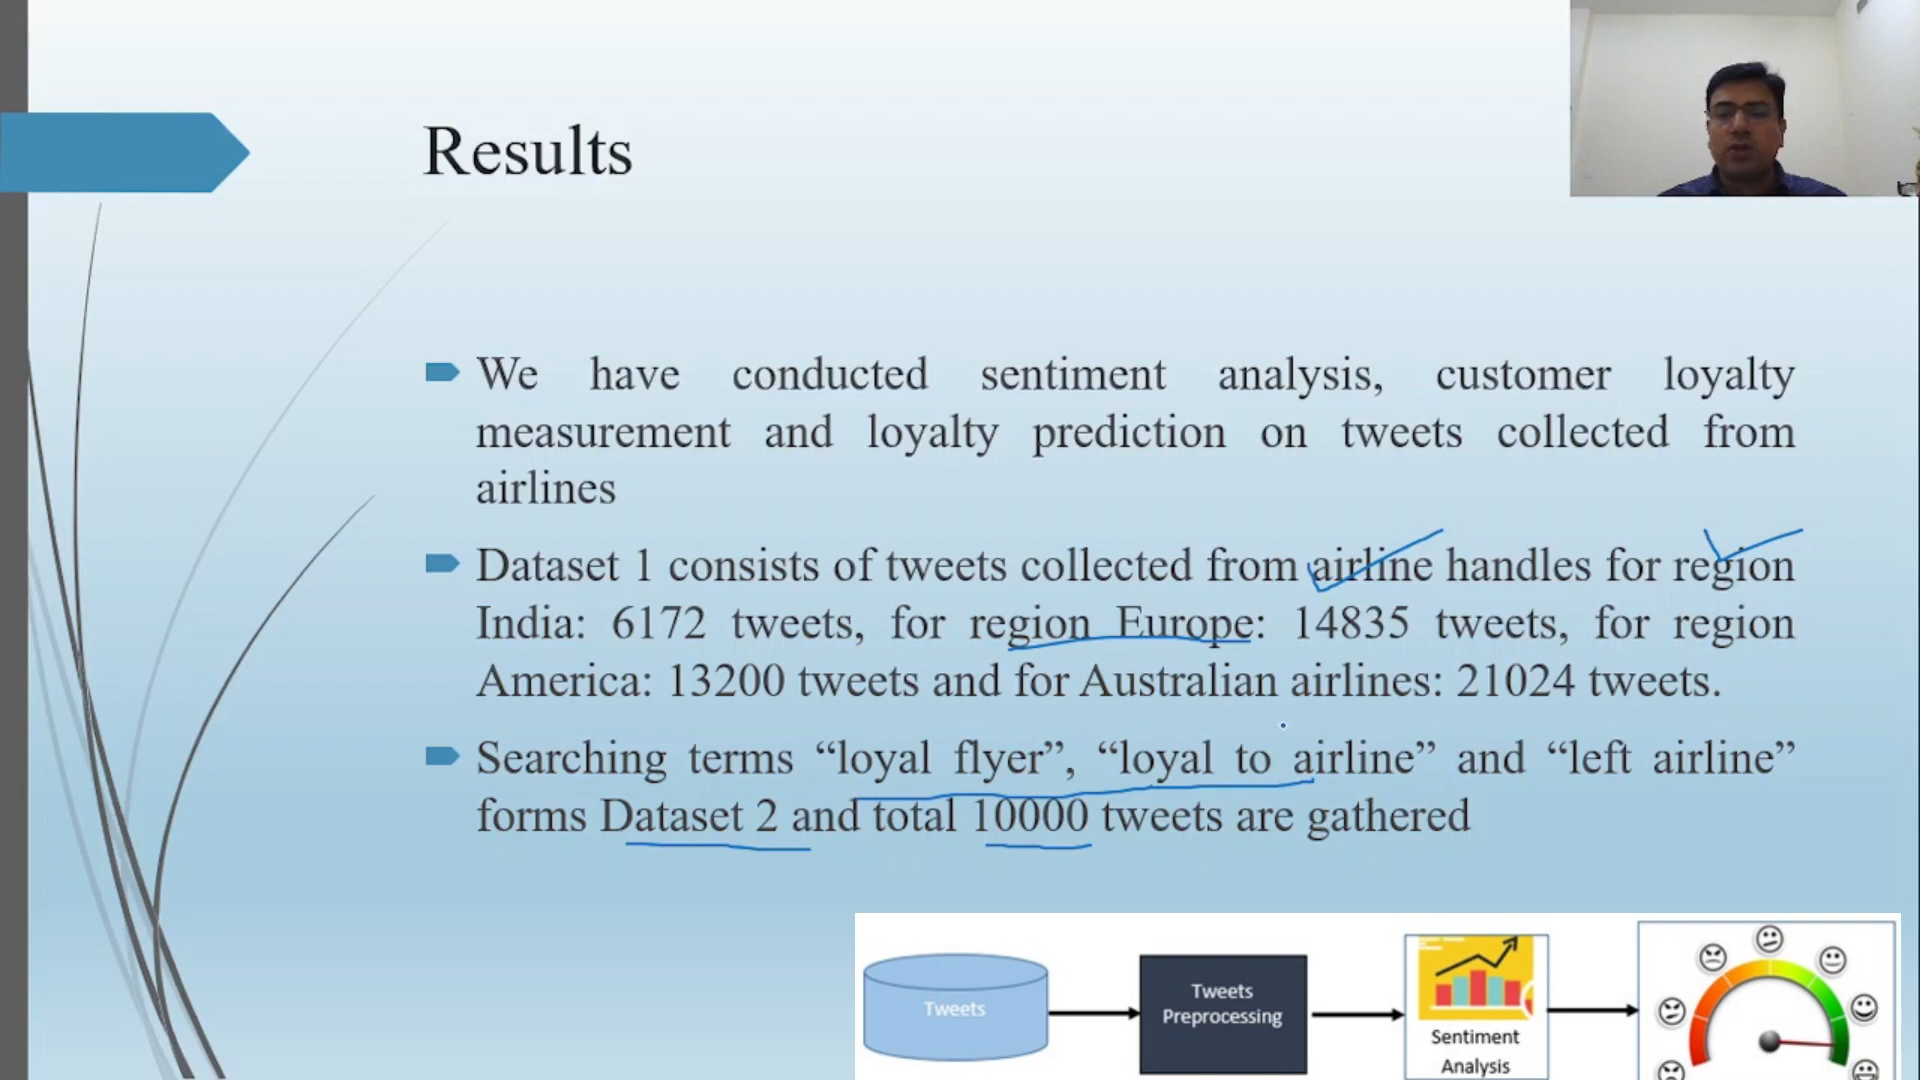 Results
We have conducted sentiment analysis, customer loyalty
measurement and loyalty prediction on tweets collected from
airlines
Dataset 1 consists of tweets collected from airline handles for region
India: 6172 tweets, for region Europe: 14835 tweets, for region
America: 13200 tweets and for Australian airlines: 21024 tweets.
Searching terms “loyal flyer”, “loyal to airline” and “left airline”
forms Dataset 2 and total 10000 tweets are gathered
Tweets
Tweets
Preprocessing
Sentiment
Analysis